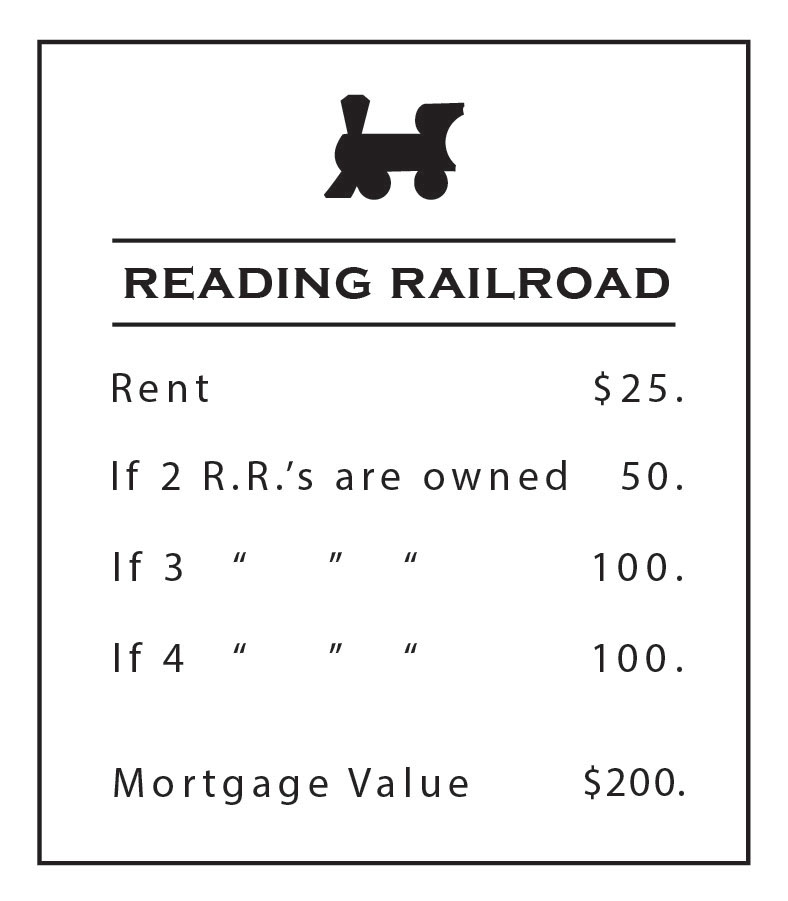 READING RAILROAD
Rent $25.
If 2 R.R.’s are owned 50.
If 3 “ ” “ 100.
If 4 “ ” “ 100.
Mortgage Value $200.